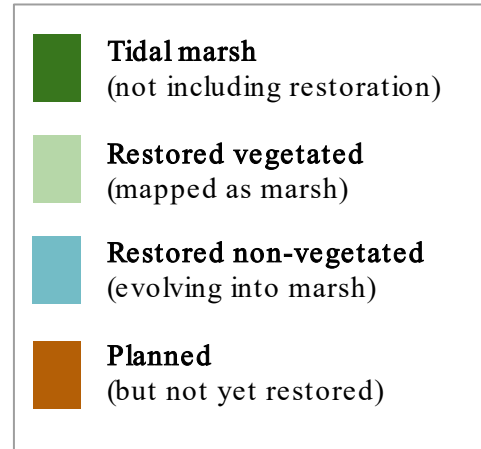 Tidal marsh
(not including restoration)
Restored vegetated
(mapped as marsh)
Restored non-vegetated
(evolving into marsh)
Planned
(but not yet restored)